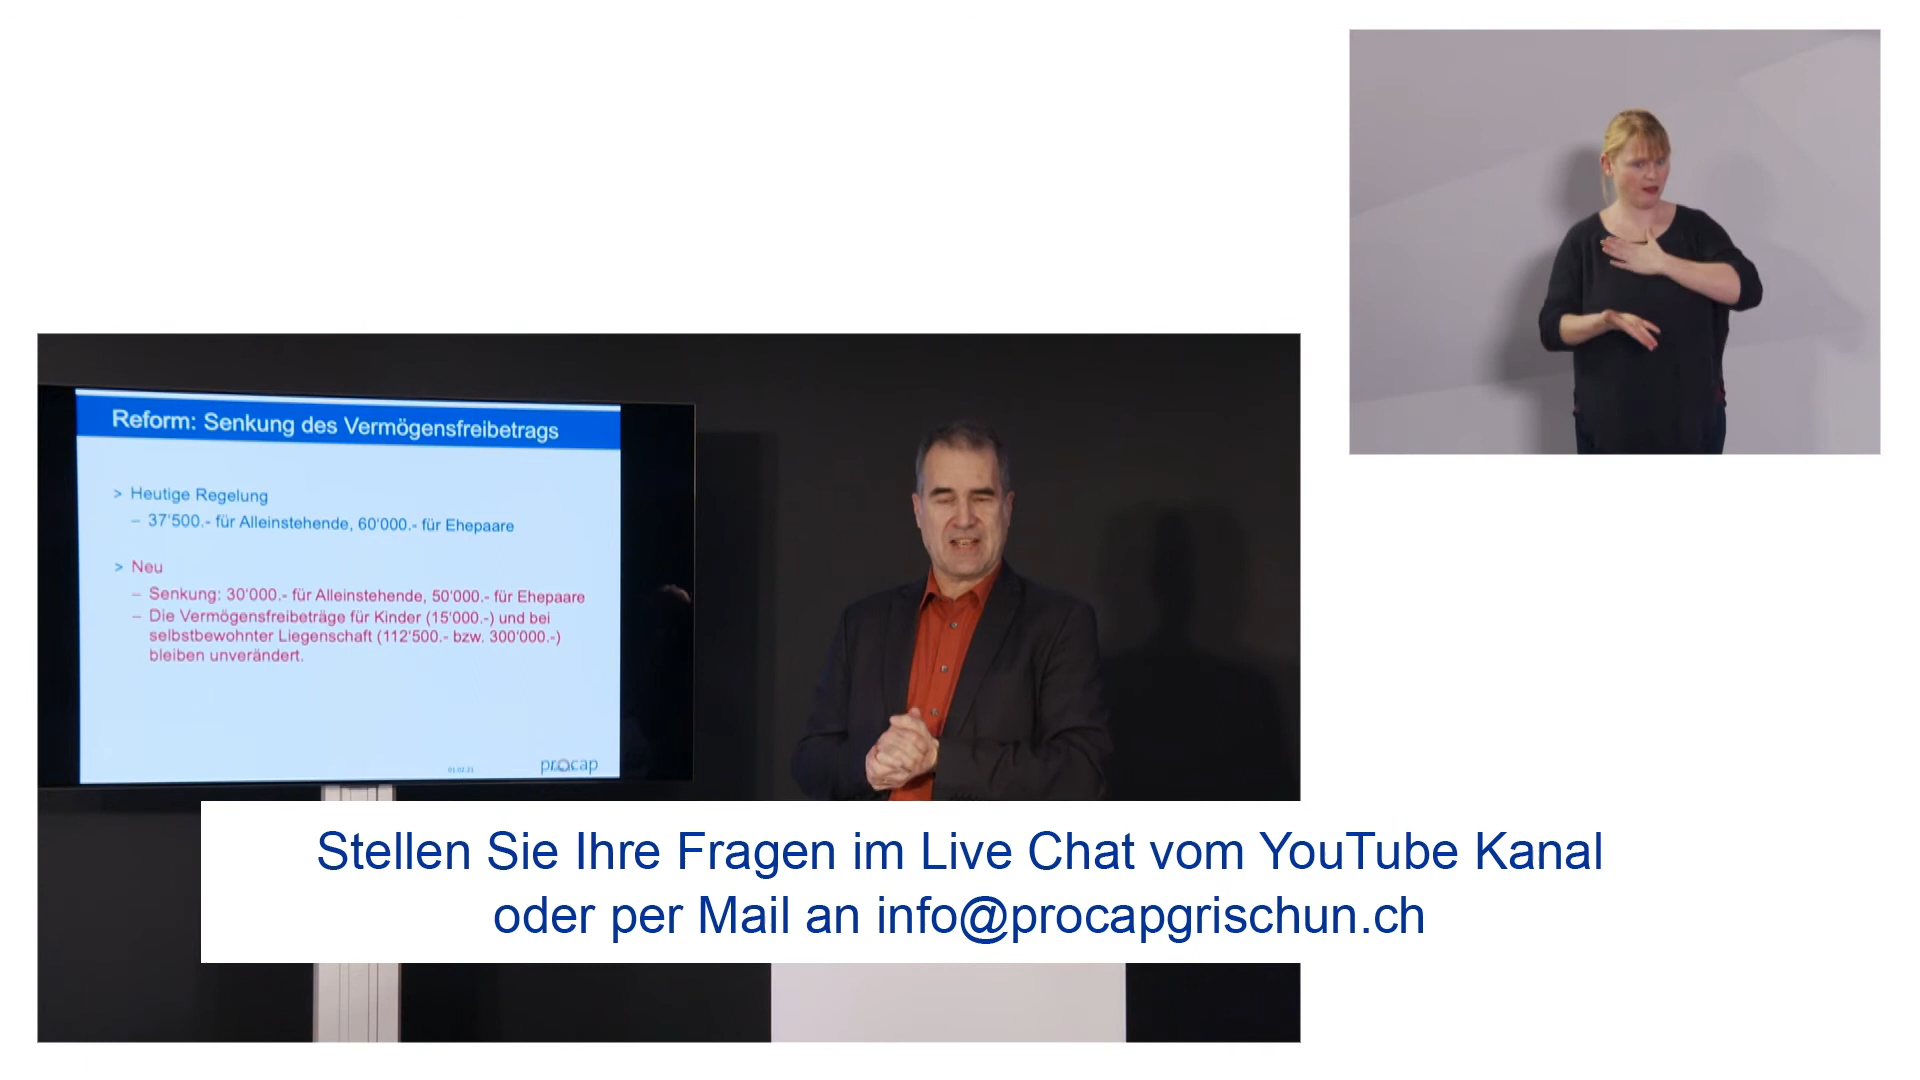 Reform: Senkung des Vermögensfreibetrags
> Heutige Regelung
– 37'500.- für Alleinstehende, 60'000.- für Ehepaare
> Neu
– Senkung: 30'000.- für Alleinstehende, 50'000.- für Ehepaare
– Die Vermögensfreibeträge für Kinder (15'000.-) und bei
selbstbewohnter Liegenschaft (112'500.- bzw. 300'000.-)
bleiben unverändert.
01.02.21
procap
Stellen Sie Ihre Fragen im Live Chat vom YouTube Kanal
oder per Mail an info@procapgrischun.ch